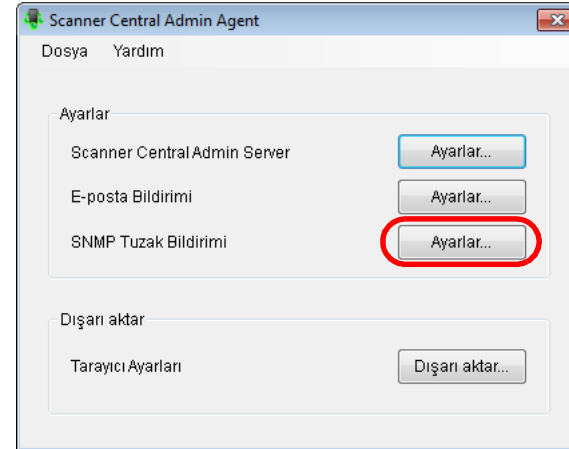 Scanner Central Admin Agent
Dosya Yardım
Ayarlar
Scanner Central Admin Server Ayarlar...
E-posta Bildirimi Ayarlar...
SNMP Tuzak Bildirimi Ayarlar...
Dışarı aktar
Tarayıcı Ayarları Dışarı aktar...